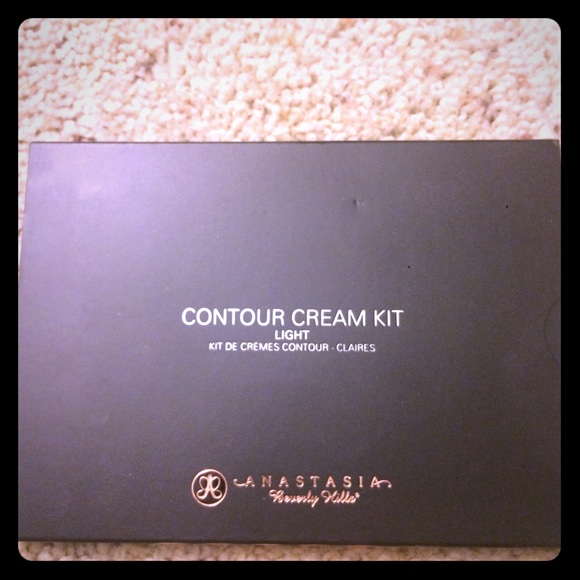 CONTOUR CREAM KIT
LIGHT
KIT DE CRÈMES CONTOUR - CLAIRES
ANASTASIA
Beverly Hills®